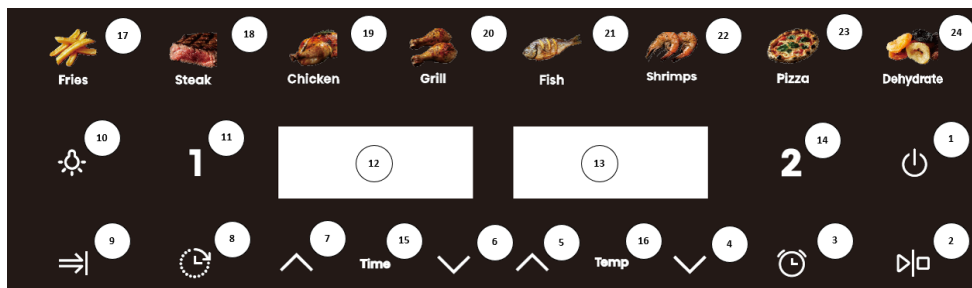 17 18 19 20 21 22 23 24
Fries Steak Chicken Grill Fish Shrimps Pizza Dehydrate
10 11 14 1
1 12 13 2
9 8 7 15 6 5 16 4 3 2
Time Temp